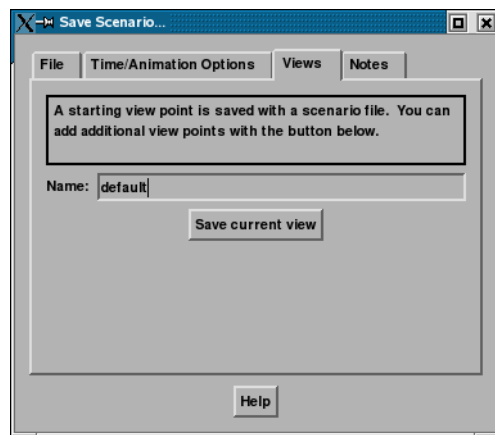 Save Scenario...
File Time/Animation Options Views Notes
A starting view point is saved with a scenario file. You can
add additional view points with the button below.
Name: default
Save current view
Help